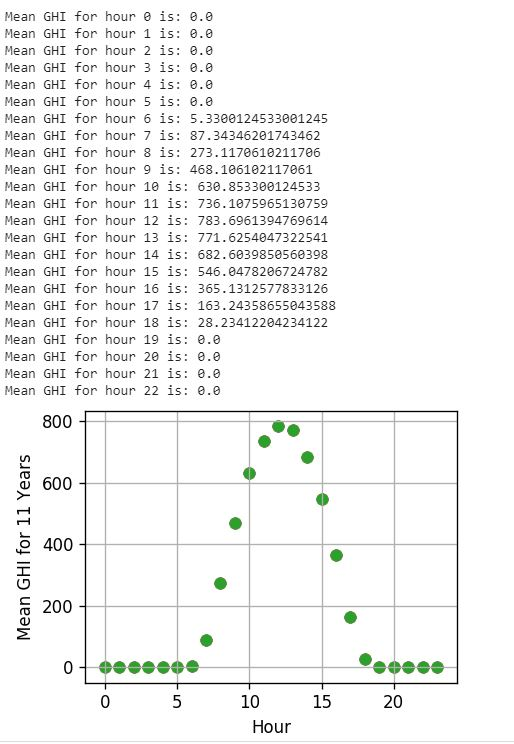 Mean GHI for hour 0 is: 0.0
Mean GHI for hour 1 is: 0.0
Mean GHI for hour 2 is: 0.0
Mean GHI for hour 3 is: 0.0
Mean GHI for hour 4 is: 0.0
Mean GHI for hour 5 is: 0.0
Mean GHI for hour 6 is: 5.3300124533001245
Mean GHI for hour 7 is: 87.34346201743462
Mean GHI for hour 8 is: 273.1170610211706
Mean GHI for hour 9 is: 468.106102117061
Mean GHI for hour 10 is: 630.853300124533
Mean GHI for hour 11 is: 736.1075965130759
Mean GHI for hour 12 is: 783.6961394769614
Mean GHI for hour 13 is: 771.6254047322541
Mean GHI for hour 14 is: 682.6039850560398
Mean GHI for hour 15 is: 546.0478206724782
Mean GHI for hour 16 is: 365.1312577833126
Mean GHI for hour 17 is: 163.24358655043588
Mean GHI for hour 18 is: 28.23412204234122
Mean GHI for hour 19 is: 0.0
Mean GHI for hour 20 is: 0.0
Mean GHI for hour 21 is: 0.0
Mean GHI for hour 22 is: 0.0
Mean GHI for 11 Years
800
600
400
200
0
0 5 10 15 20
Hour